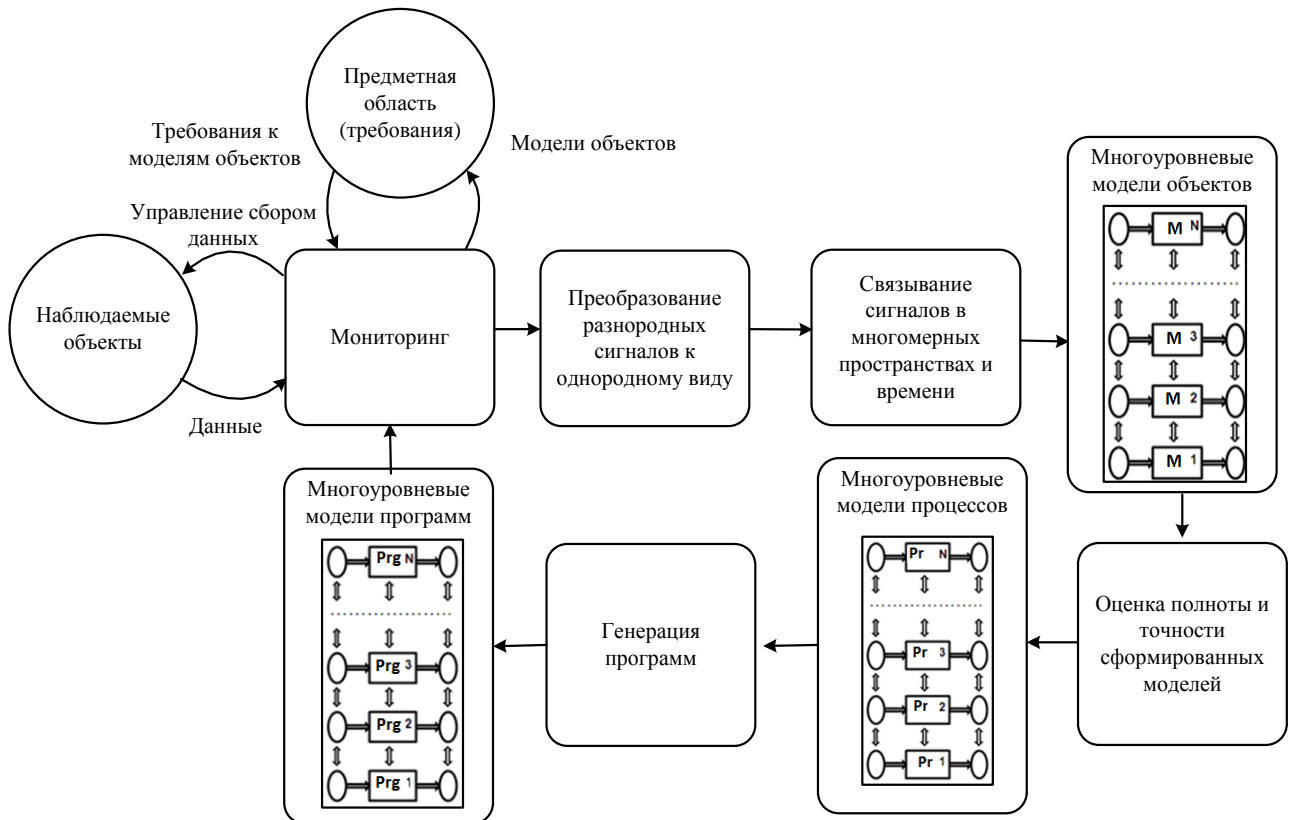 Предметная
область
(требования)
Требования к
моделям объектов
Модели объектов
Управление сбором
данных
Наблюдаемые
объекты
Данные
Мониторинг
Преобразование
разнородных
сигналов к
однородному виду
Связывание
сигналов в
многомерных
пространствах и
времени
Многоуровневые
модели объектов
M N
M 3
M 2
M 1
Оценка полноты и
точности
сформированных
моделей
Многоуровневые
модели процессов
Pr N
Pr 3
Pr 2
Pr 1
Генерация
программ
Многоуровневые
модели программ
Prg N
Prg 3
Prg 2
Prg 1